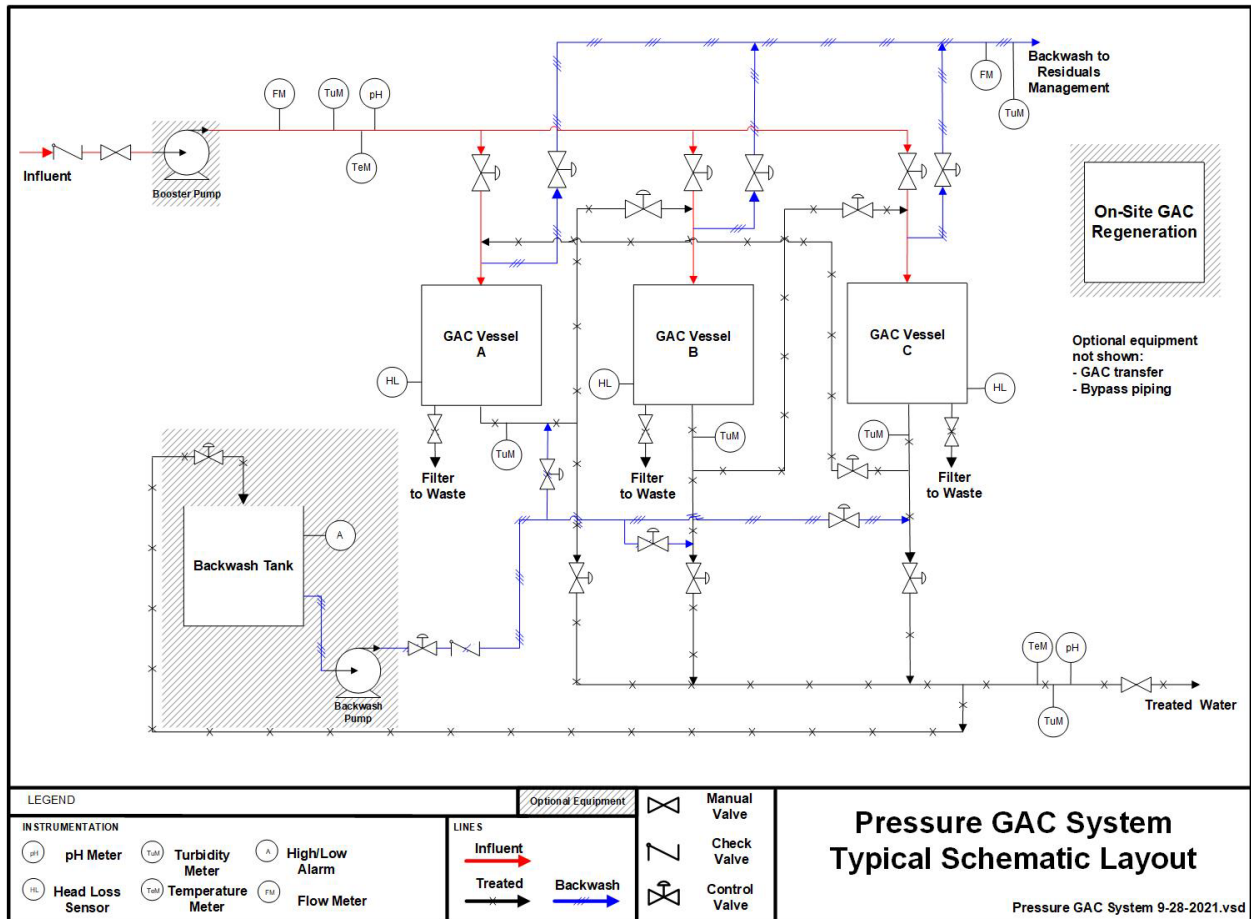 FM
TuM
pH
TeM
Influent
Booster Pump
FM
TuM
Backwash to
Residuals
Management
On-Site GAC
Regeneration
Optional equipment
not shown:
- GAC transfer
- Bypass piping
GAC Vessel
A
GAC Vessel
B
GAC Vessel
C
HL
HL
HL
TuM
TuM
TuM
Filter
to Waste
Filter
to Waste
Filter
to Waste
Backwash Tank
A
Backwash
Pump
TeM
pH
TuM
Treated Water
LEGEND
Optional Equipment
INSTRUMENTATION
pH
pH Meter
TuM
Turbidity
Meter
A
High/Low
Alarm
HL
Head Loss
Sensor
TeM
Temperature
Meter
FM
Flow Meter
LINES
Influent
Treated
Backwash
Manual
Valve
Check
Valve
Control
Valve
Pressure GAC System
Typical Schematic Layout
Pressure GAC System 9-28-2021.vsd